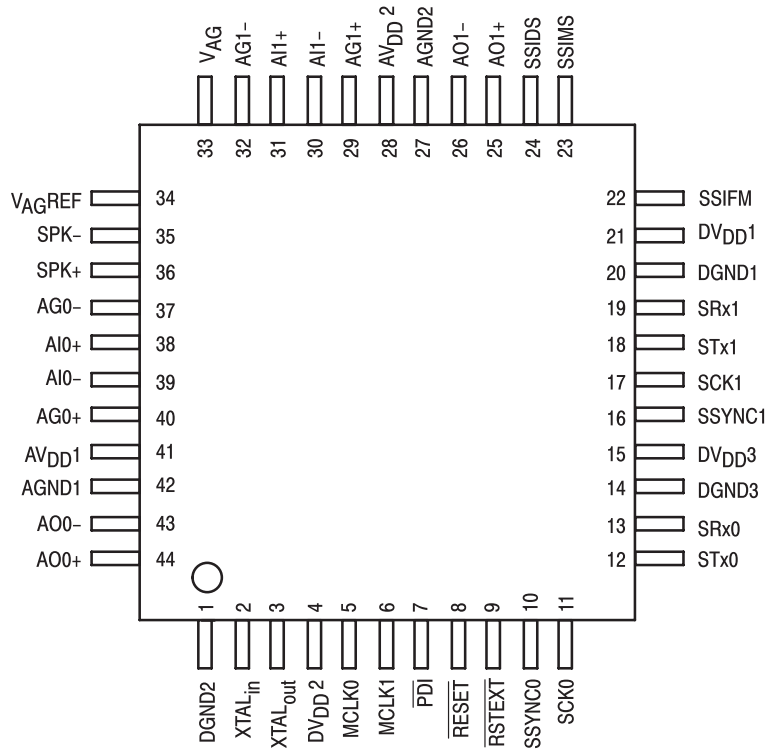 VAG AG1– AI1+ AI1– AG1+ AVDD 2 AGND2 AO1– AO1+ SSIDS SSIMS
33 32 31 30 29 28 27 26 25 24 23
VAGREF 34 22 SSIFM
SPK– 35 21 DVDD1
SPK+ 36 20 DGND1
AG0– 37 19 SRx1
AI0+ 38 18 STx1
AI0– 39 17 SCK1
AG0+ 40 16 SSYNC1
AVDD1 41 15 DVDD3
AGND1 42 14 DGND3
AO0– 43 13 SRx0
AO0+ 44 12 STx0
1 2 3 4 5 6 7 8 9 10 11
DGND2 XTALin XTALout DVDD 2 MCLK0 MCLK1 PDI RESET RSTEXT SSYNC0 SCK0